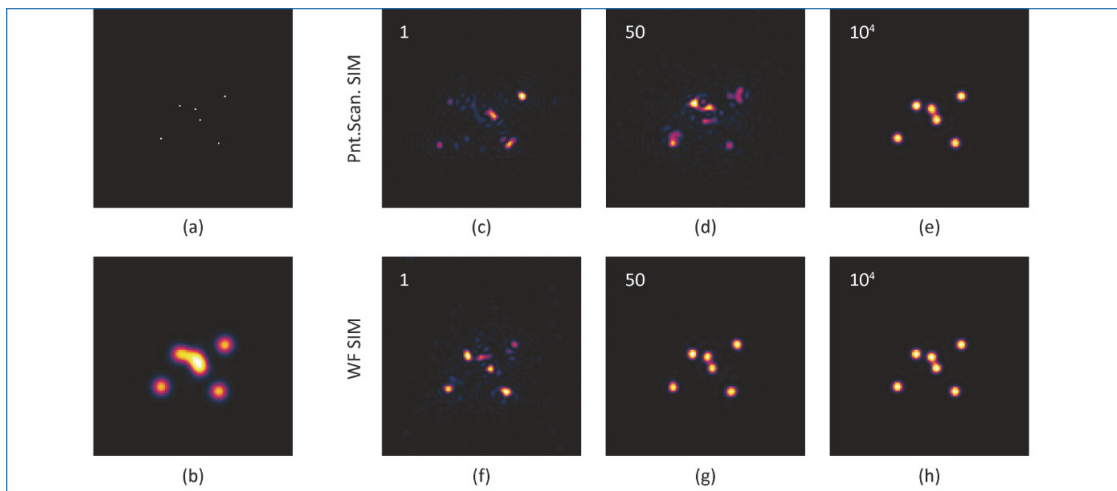 Pnt.Scan. SIM
1
50
10⁴
(a)
(c)
(d)
(e)
WF SIM
1
50
10⁴
(b)
(f)
(g)
(h)